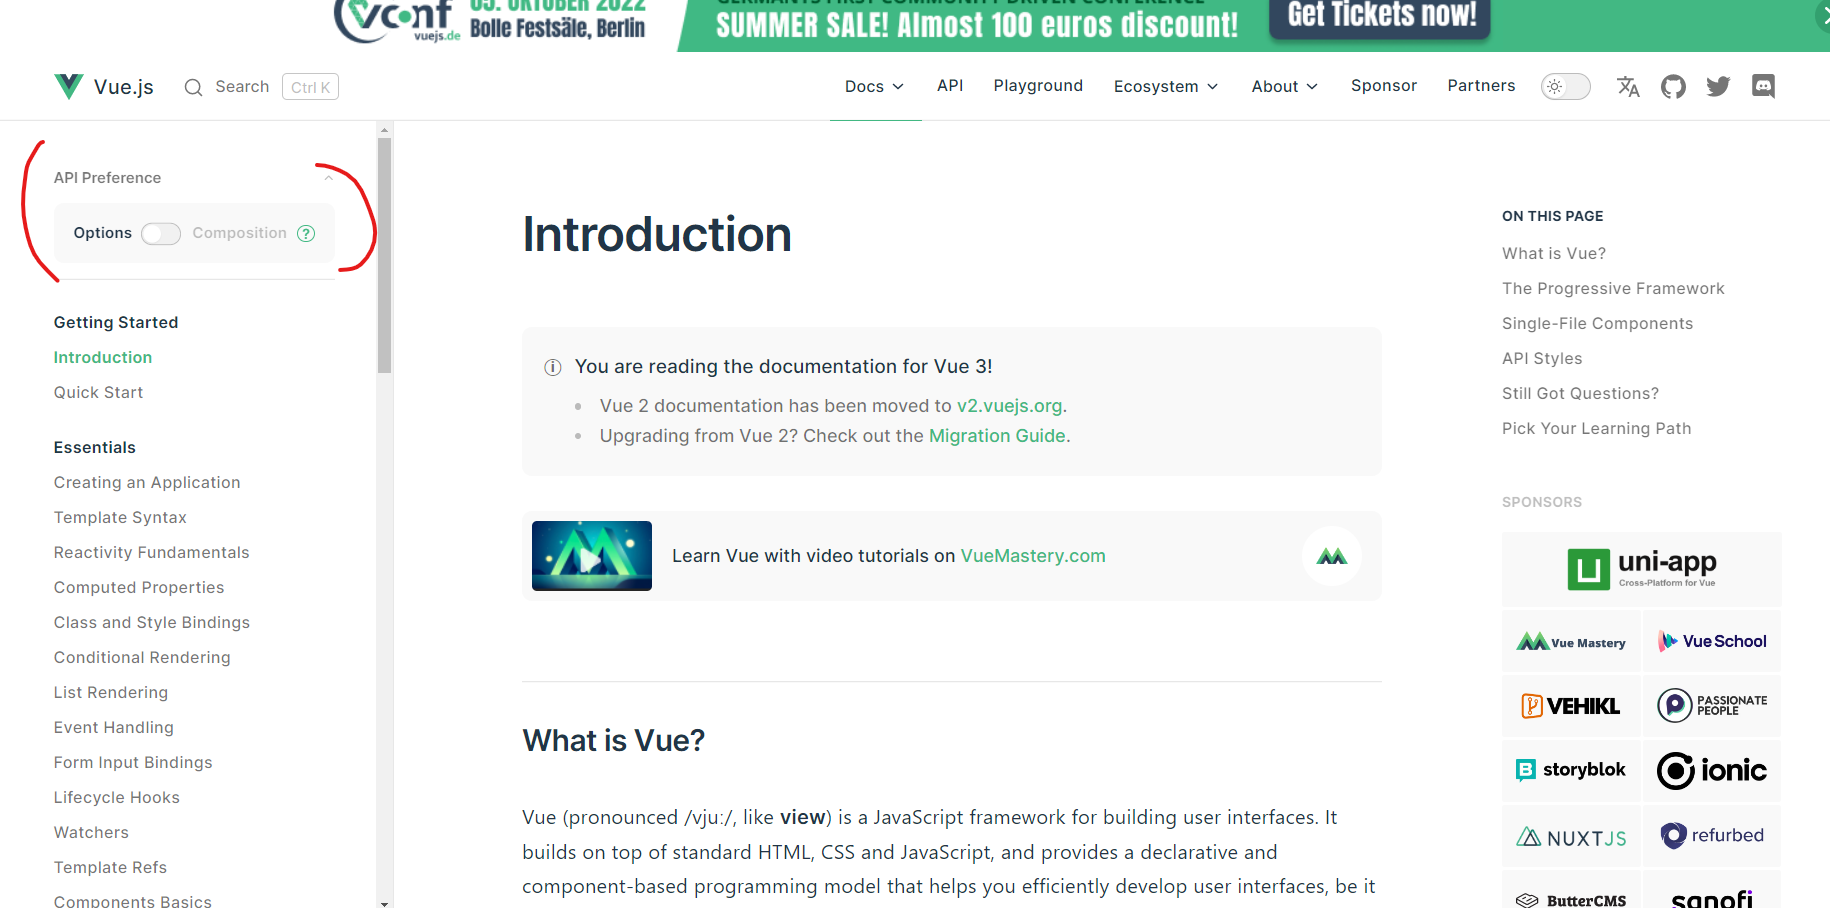 vconf
vuejs.de
05. OKTOBER 2022
Bolle Festsäle, Berlin
GERMANY'S FIRST COMMUNITY DRIVEN CONFERENCE
SUMMER SALE! Almost 100 euros discount!
Get Tickets now!
Vue.js
Search
Ctrl K
Docs
API
Playground
Ecosystem
About
Sponsor
Partners
API Preference
Options
Composition
?
Getting Started
Introduction
Quick Start
Essentials
Creating an Application
Template Syntax
Reactivity Fundamentals
Computed Properties
Class and Style Bindings
Conditional Rendering
List Rendering
Event Handling
Form Input Bindings
Lifecycle Hooks
Watchers
Template Refs
Components Basics
Introduction
You are reading the documentation for Vue 3!
Vue 2 documentation has been moved to v2.vuejs.org.
Upgrading from Vue 2? Check out the Migration Guide.
Learn Vue with video tutorials on VueMastery.com
What is Vue?
Vue (pronounced /vjuː/, like view) is a JavaScript framework for building user interfaces. It
builds on top of standard HTML, CSS and JavaScript, and provides a declarative and
component-based programming model that helps you efficiently develop user interfaces, be it
ON THIS PAGE
What is Vue?
The Progressive Framework
Single-File Components
API Styles
Still Got Questions?
Pick Your Learning Path
SPONSORS
uni-app
Cross-Platform for Vue
Vue Mastery
Vue School
VEHIKL
PASSIONATE
PEOPLE
storyblok
ionic
NUXTJS
refurbed
ButterCMS
sanofi